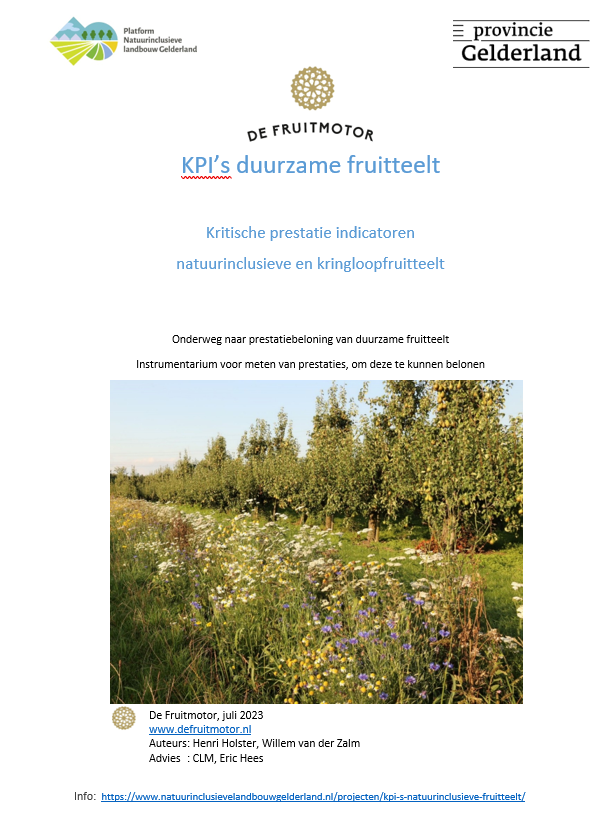 Platform
Natuurinclusieve
landbouw Gelderland
provincie
Gelderland
DE FRUITMOTOR
KPI's duurzame fruitteelt
Kritische prestatie indicatoren
natuurinclusieve en kringloopfruitteelt
Onderweg naar prestatiebeloning van duurzame fruitteelt
Instrumentarium voor meten van prestaties, om deze te kunnen belonen
De Fruitmotor, juli 2023
www.defruitmotor.nl
Auteurs: Henri Holster, Willem van der Zalm
Advies : CLM, Eric Hees
Info: https://www.natuurinclusievelandbouwgelderland.nl/projecten/kpi-s-natuurinclusieve-fruitteelt/